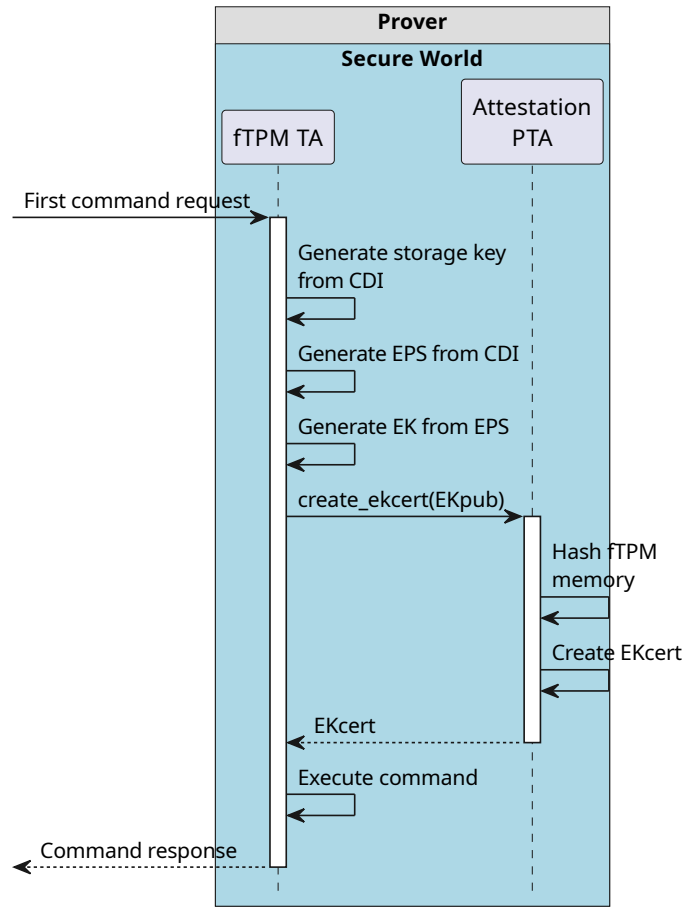 Prover
Secure World
fTPM TA
Attestation
PTA
First command request
Generate storage key
from CDI
Generate EPS from CDI
Generate EK from EPS
create_ekcert(EKpub)
Hash fTPM
memory
Create EKcert
EKcert
Execute command
Command response